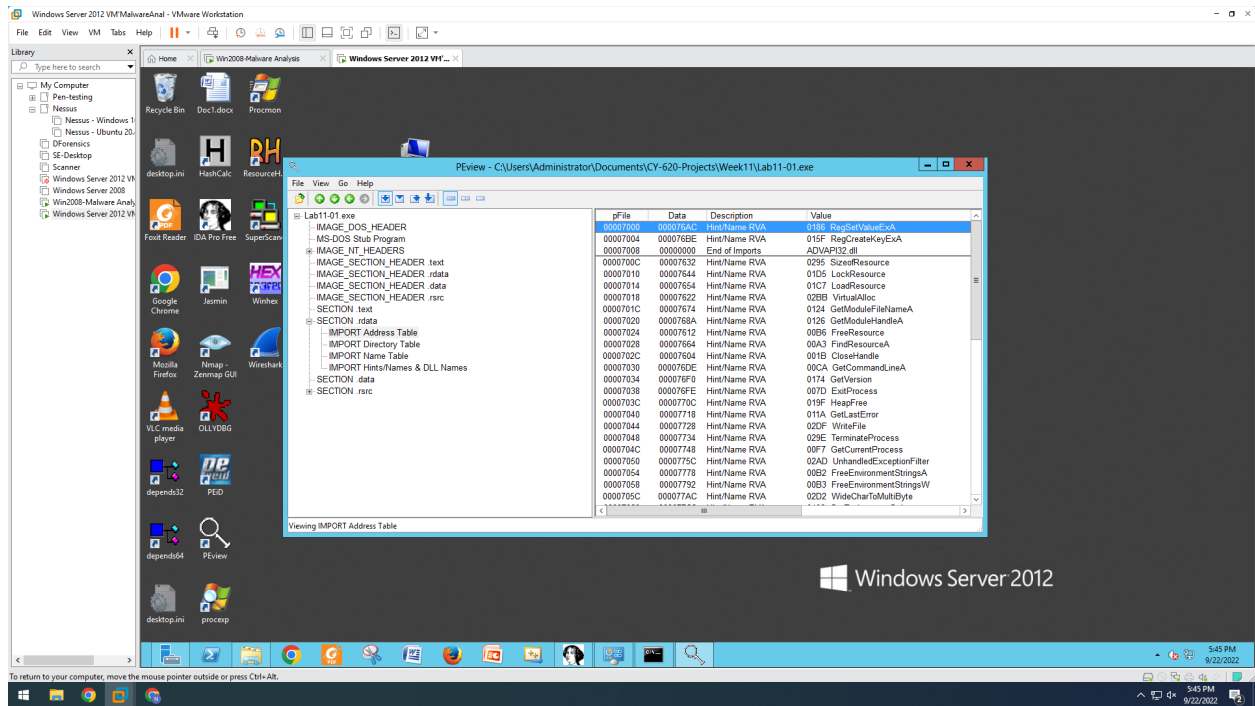 Windows Server 2012 VM'MalwareAnal - VMware Workstation
File Edit View VM Tabs Help
Library
Type here to search
Home
Win2008-Malware Analysis
Windows Server 2012 VM'...
My Computer
Pen-testing
Nessus
Nessus - Windows 1
Nessus - Ubuntu 20.
DForensics
SE-Desktop
Scanner
Windows Server 2012 VN
Windows Server 2008
Win2008-Malware Analy
Windows Server 2012 VN
Recycle Bin Doc1.docx Procmon
desktop.ini HashCalc ResourceH
Foxit Reader IDA Pro Free SuperScan
Google Chrome Jasmin Winhex
Mozilla Firefox Nmap - Zenmap GUI Wireshark
VLC media player OLLYDBG
depends32 PEiD
depends64 PEview
desktop.ini procexp
PEview - C:\Users\Administrator\Documents\CY-620-Projects\Week11\Lab11-01.exe
File View Go Help
Lab11-01.exe
IMAGE_DOS_HEADER
MS-DOS Stub Program
IMAGE_NT_HEADERS
IMAGE_SECTION_HEADER .text
IMAGE_SECTION_HEADER .rdata
IMAGE_SECTION_HEADER .data
IMAGE_SECTION_HEADER .rsrc
SECTION .text
SECTION .rdata
IMPORT Address Table
IMPORT Directory Table
IMPORT Name Table
IMPORT Hints/Names & DLL Names
SECTION .data
SECTION .rsrc
pFile Data Description Value
00007000 000076AC Hint/Name RVA 0186 RegSetValueExA
00007004 000076BE Hint/Name RVA 015F RegCreateKeyExA
00007008 00000000 End of Imports ADVAPI32.dll
0000700C 00007632 Hint/Name RVA 0295 SizeofResource
00007010 00007644 Hint/Name RVA 01D5 LockResource
00007014 00007654 Hint/Name RVA 01C7 LoadResource
00007018 00007622 Hint/Name RVA 02BB VirtualAlloc
0000701C 00007674 Hint/Name RVA 0124 GetModuleFileNameA
00007020 0000768A Hint/Name RVA 0126 GetModuleHandleA
00007024 00007612 Hint/Name RVA 00B6 FreeResource
00007028 00007664 Hint/Name RVA 00A3 FindResourceA
0000702C 00007604 Hint/Name RVA 001B CloseHandle
00007030 000076DE Hint/Name RVA 00CA GetCommandLineA
00007034 000076F0 Hint/Name RVA 0174 GetVersion
00007038 000076FE Hint/Name RVA 007D ExitProcess
0000703C 0000770C Hint/Name RVA 019F HeapFree
00007040 00007718 Hint/Name RVA 011A GetLastError
00007044 00007728 Hint/Name RVA 02DF WriteFile
00007048 00007734 Hint/Name RVA 029E TerminateProcess
0000704C 00007748 Hint/Name RVA 00F7 GetCurrentProcess
00007050 0000775C Hint/Name RVA 02AD UnhandledExceptionFilter
00007054 00007778 Hint/Name RVA 00B2 FreeEnvironmentStringsA
00007058 00007792 Hint/Name RVA 00B3 FreeEnvironmentStringsW
0000705C 000077AC Hint/Name RVA 02D2 WideCharToMultiByte
Viewing IMPORT Address Table
Windows Server 2012
5:45 PM
9/22/2022
To return to your computer, move the mouse pointer outside or press Ctrl+Alt.
5:45 PM
9/22/2022